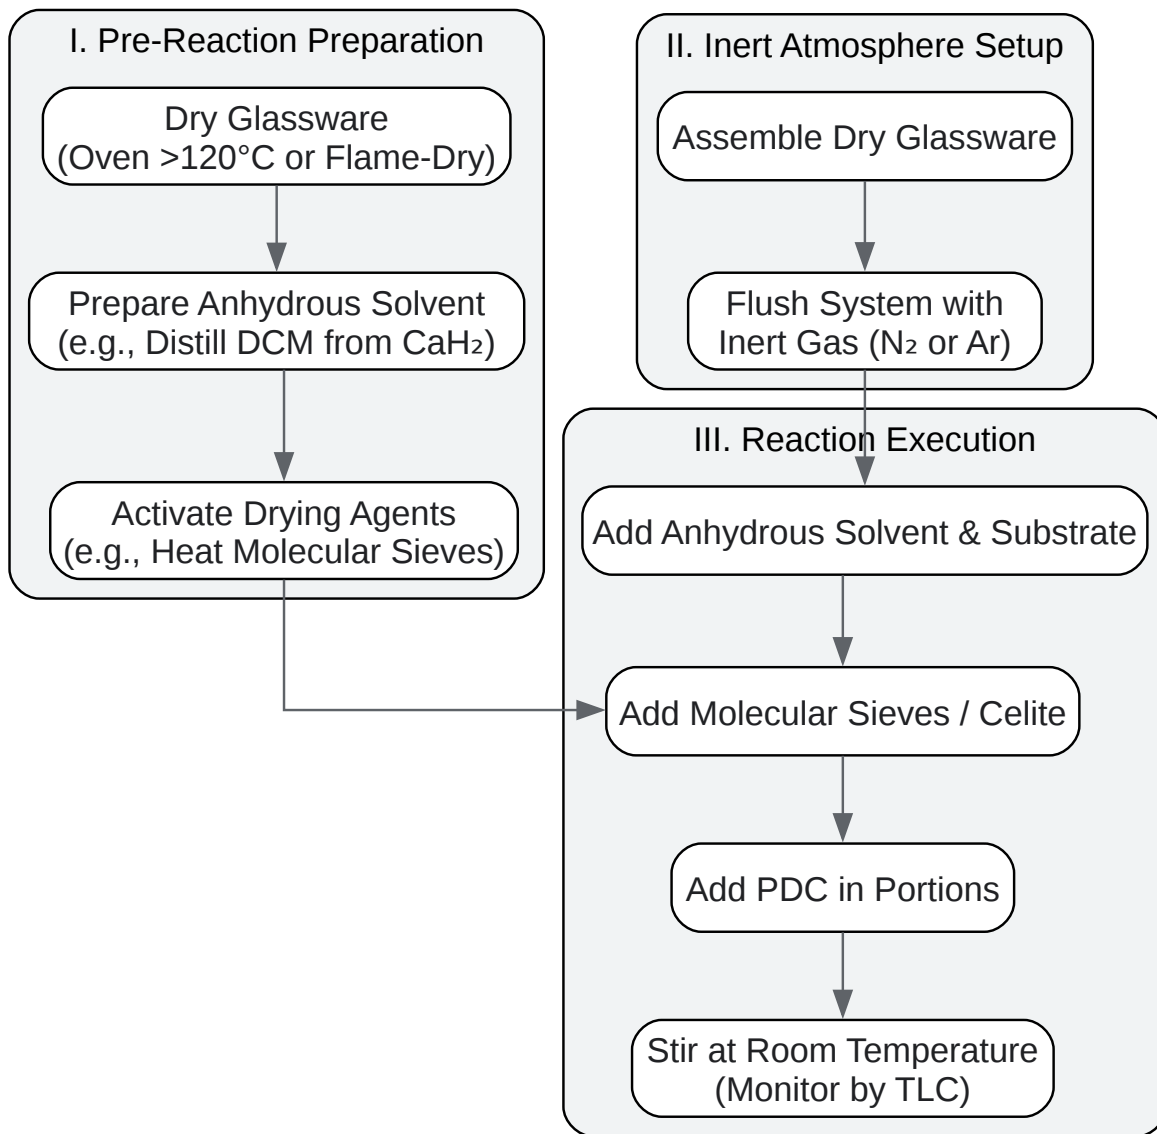 I. Pre-Reaction Preparation
Dry Glassware
(Oven >120°C or Flame-Dry)
Prepare Anhydrous Solvent
(e.g., Distill DCM from CaH₂)
Activate Drying Agents
(e.g., Heat Molecular Sieves)
II. Inert Atmosphere Setup
Assemble Dry Glassware
Flush System with
Inert Gas (N₂ or Ar)
III. Reaction Execution
Add Anhydrous Solvent & Substrate
Add Molecular Sieves / Celite
Add PDC in Portions
Stir at Room Temperature
(Monitor by TLC)